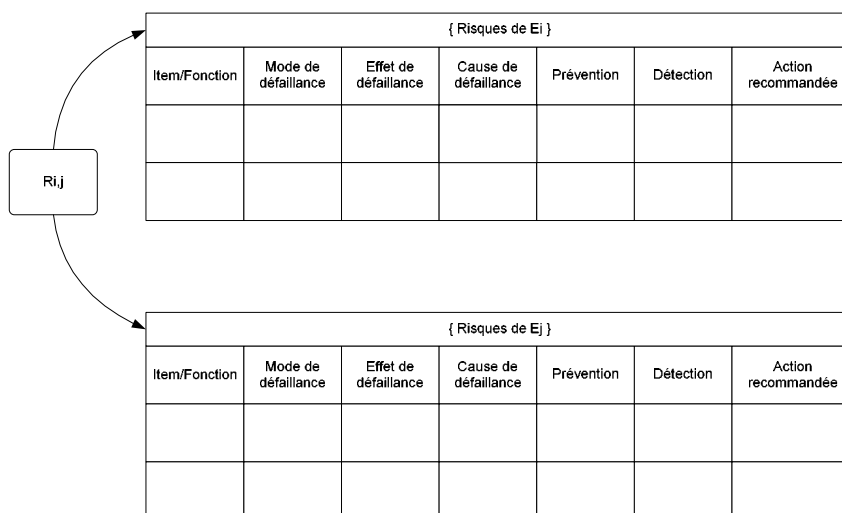 { Risques de Ei }
Item/Fonction
Mode de
défaillance
Effet de
défaillance
Cause de
défaillance
Prévention
Détection
Action
recommandée
Ri,j
{ Risques de Ej }
Item/Fonction
Mode de
défaillance
Effet de
défaillance
Cause de
défaillance
Prévention
Détection
Action
recommandée